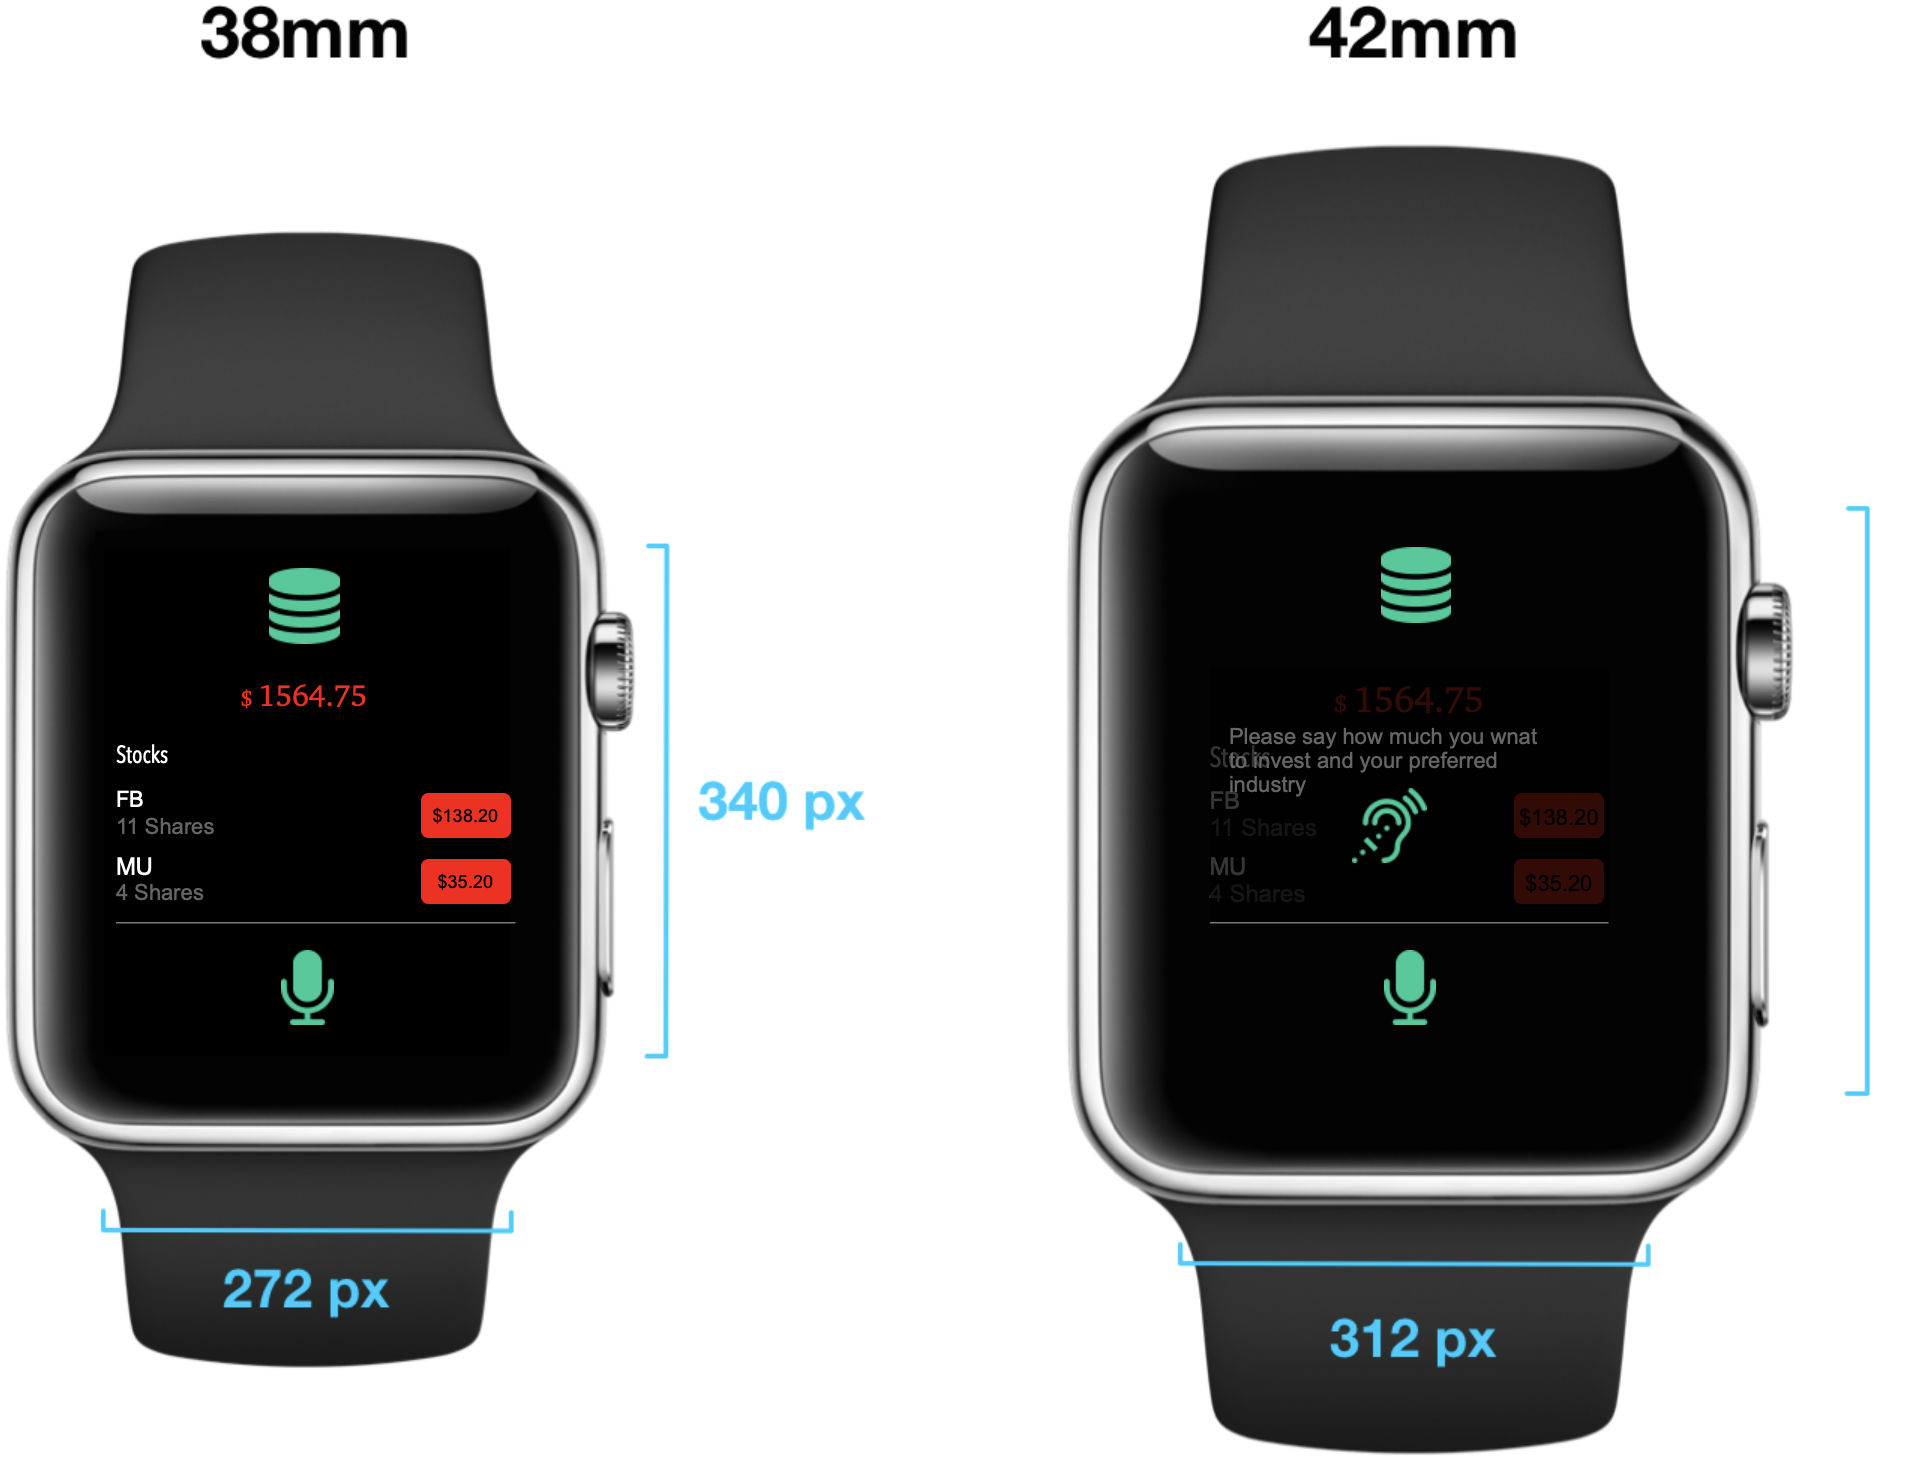 38mm
$ 1564.75
Stocks
FB
11 Shares
$138.20
MU
4 Shares
$35.20
340 px
272 px
42mm
$ 1564.75
Please say how much you wnat
to invest and your preferred
industry
Stocks
FB
11 Shares
$138.20
MU
4 Shares
$35.20
312 px